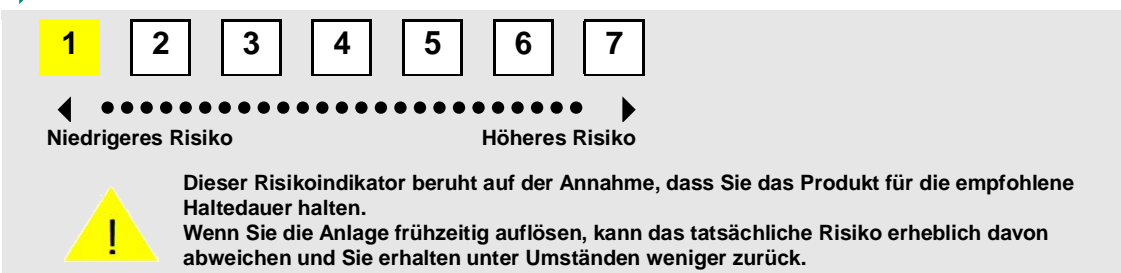 1 2 3 4 5 6 7
Niedrigeres Risiko Höheres Risiko
Dieser Risikoindikator beruht auf der Annahme, dass Sie das Produkt für die empfohlene
Haltedauer halten.
Wenn Sie die Anlage frühzeitig auflösen, kann das tatsächliche Risiko erheblich davon
abweichen und Sie erhalten unter Umständen weniger zurück.
!